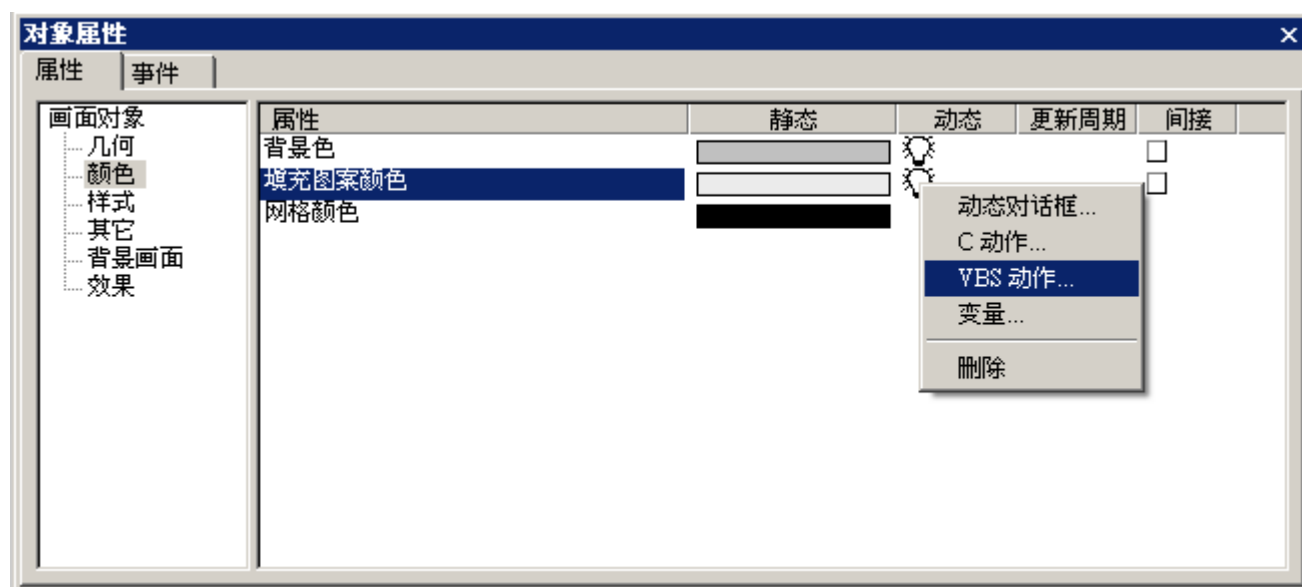 对象属性
属性 事件
画面对象
几何
颜色
样式
其它
背景画面
效果
属性 静态 动态 更新周期 间接
背景色
填充图案颜色
网格颜色
动态对话框...
C 动作...
VBS 动作...
变量...
删除